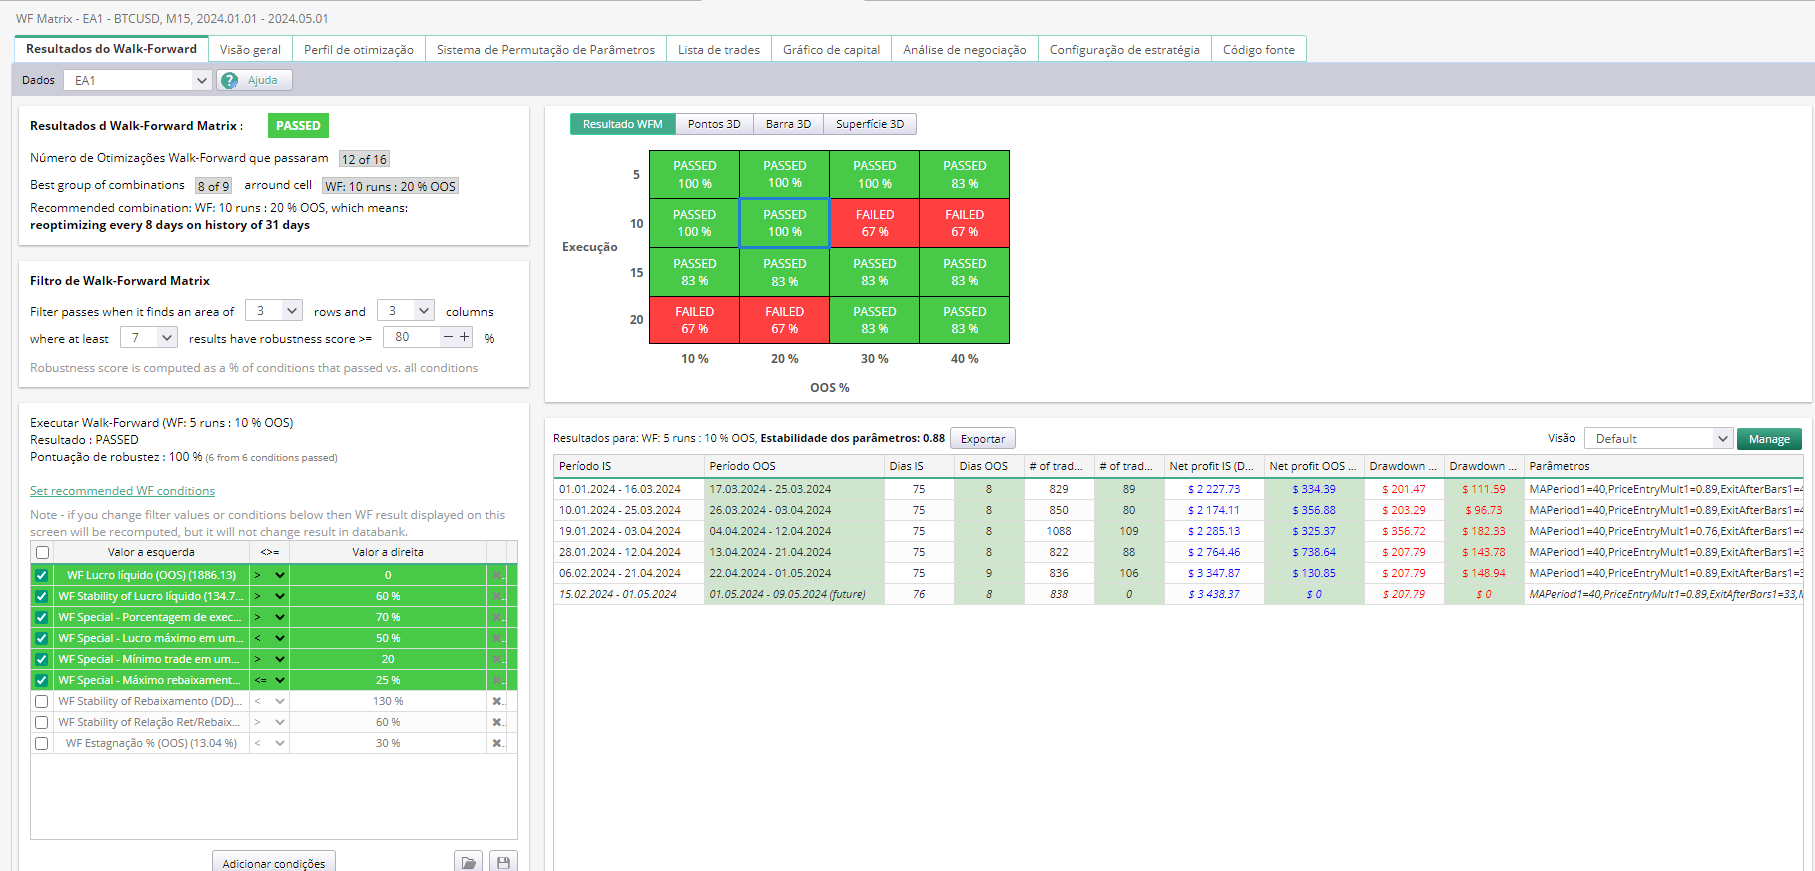 WF Matrix - EA1 - BTCUSD, M15, 2024.01.01 - 2024.05.01
Resultados do Walk-Forward
Visão geral
Perfil de otimização
Sistema de Permutação de Parâmetros
Lista de trades
Gráfico de capital
Análise de negociação
Configuração de estratégia
Código fonte
Dados EA1 ? Ajuda
Resultados d Walk-Forward Matrix : PASSED
Número de Otimizações Walk-Forward que passaram 12 of 16
Best group of combinations 8 of 9 arround cell WF: 10 runs : 20 % OOS
Recommended combination: WF: 10 runs : 20 % OOS, which means:
reoptimizing every 8 days on history of 31 days
Filtro de Walk-Forward Matrix
Filter passes when it finds an area of 3 rows and 3 columns
where at least 7 results have robustness score >= 80 − + %
Robustness score is computed as a % of conditions that passed vs. all conditions
Executar Walk-Forward (WF: 5 runs : 10 % OOS)
Resultado : PASSED
Pontuação de robustez : 100 % (6 from 6 conditions passed)
Set recommended WF conditions
Note - if you change filter values or conditions below then WF result displayed on this
screen will be recomputed, but it will not change result in databank.
Valor a esquerda <>= Valor a direita
WF Lucro líquido (OOS) (1886.13) > 0
WF Stability of Lucro líquido (134.7... > 60 %
WF Special - Porcentagem de exec... > 70 %
WF Special - Lucro máximo em um... < 50 %
WF Special - Mínimo trade em um... > 20
WF Special - Máximo rebaixament... <= 25 %
WF Stability of Rebaixamento (DD)... < 130 %
WF Stability of Relação Ret/Rebaix... > 60 %
WF Estagnação % (OOS) (13.04 %) < 30 %
Adicionar condições
Resultado WFM Pontos 3D Barra 3D Superfície 3D
Execução
5 PASSED 100 % PASSED 100 % PASSED 100 % PASSED 83 %
10 PASSED 100 % PASSED 100 % FAILED 67 % FAILED 67 %
15 PASSED 83 % PASSED 83 % PASSED 83 % PASSED 83 %
20 FAILED 67 % FAILED 67 % PASSED 83 % PASSED 83 %
10 % 20 % 30 % 40 %
OOS %
Resultados para: WF: 5 runs : 10 % OOS, Estabilidade dos parâmetros: 0.88 Exportar Visão Default Manage
Período IS Período OOS Dias IS Dias OOS # of trad... # of trad... Net profit IS (D... Net profit OOS ... Drawdown ... Drawdown ... Parâmetros
01.01.2024 - 16.03.2024 17.03.2024 - 25.03.2024 75 8 829 89 $ 2 227.73 $ 334.39 $ 201.47 $ 111.59 MAPeriod1=40,PriceEntryMult1=0.89,ExitAfterBars1=4
10.01.2024 - 25.03.2024 26.03.2024 - 03.04.2024 75 8 850 80 $ 2 174.11 $ 356.88 $ 203.29 $ 96.73 MAPeriod1=40,PriceEntryMult1=0.89,ExitAfterBars1=4
19.01.2024 - 03.04.2024 04.04.2024 - 12.04.2024 75 8 1088 109 $ 2 285.13 $ 325.37 $ 356.72 $ 182.33 MAPeriod1=40,PriceEntryMult1=0.76,ExitAfterBars1=4
28.01.2024 - 12.04.2024 13.04.2024 - 21.04.2024 75 8 822 88 $ 2 764.46 $ 738.64 $ 207.79 $ 143.78 MAPeriod1=40,PriceEntryMult1=0.89,ExitAfterBars1=3
06.02.2024 - 21.04.2024 22.04.2024 - 01.05.2024 75 9 836 106 $ 3 347.87 $ 130.85 $ 207.79 $ 148.94 MAPeriod1=40,PriceEntryMult1=0.89,ExitAfterBars1=3
15.02.2024 - 01.05.2024 01.05.2024 - 09.05.2024 (future) 76 8 838 0 $ 3 438.37 $ 0 $ 207.79 $ 0 MAPeriod1=40,PriceEntryMult1=0.89,ExitAfterBars1=33,M